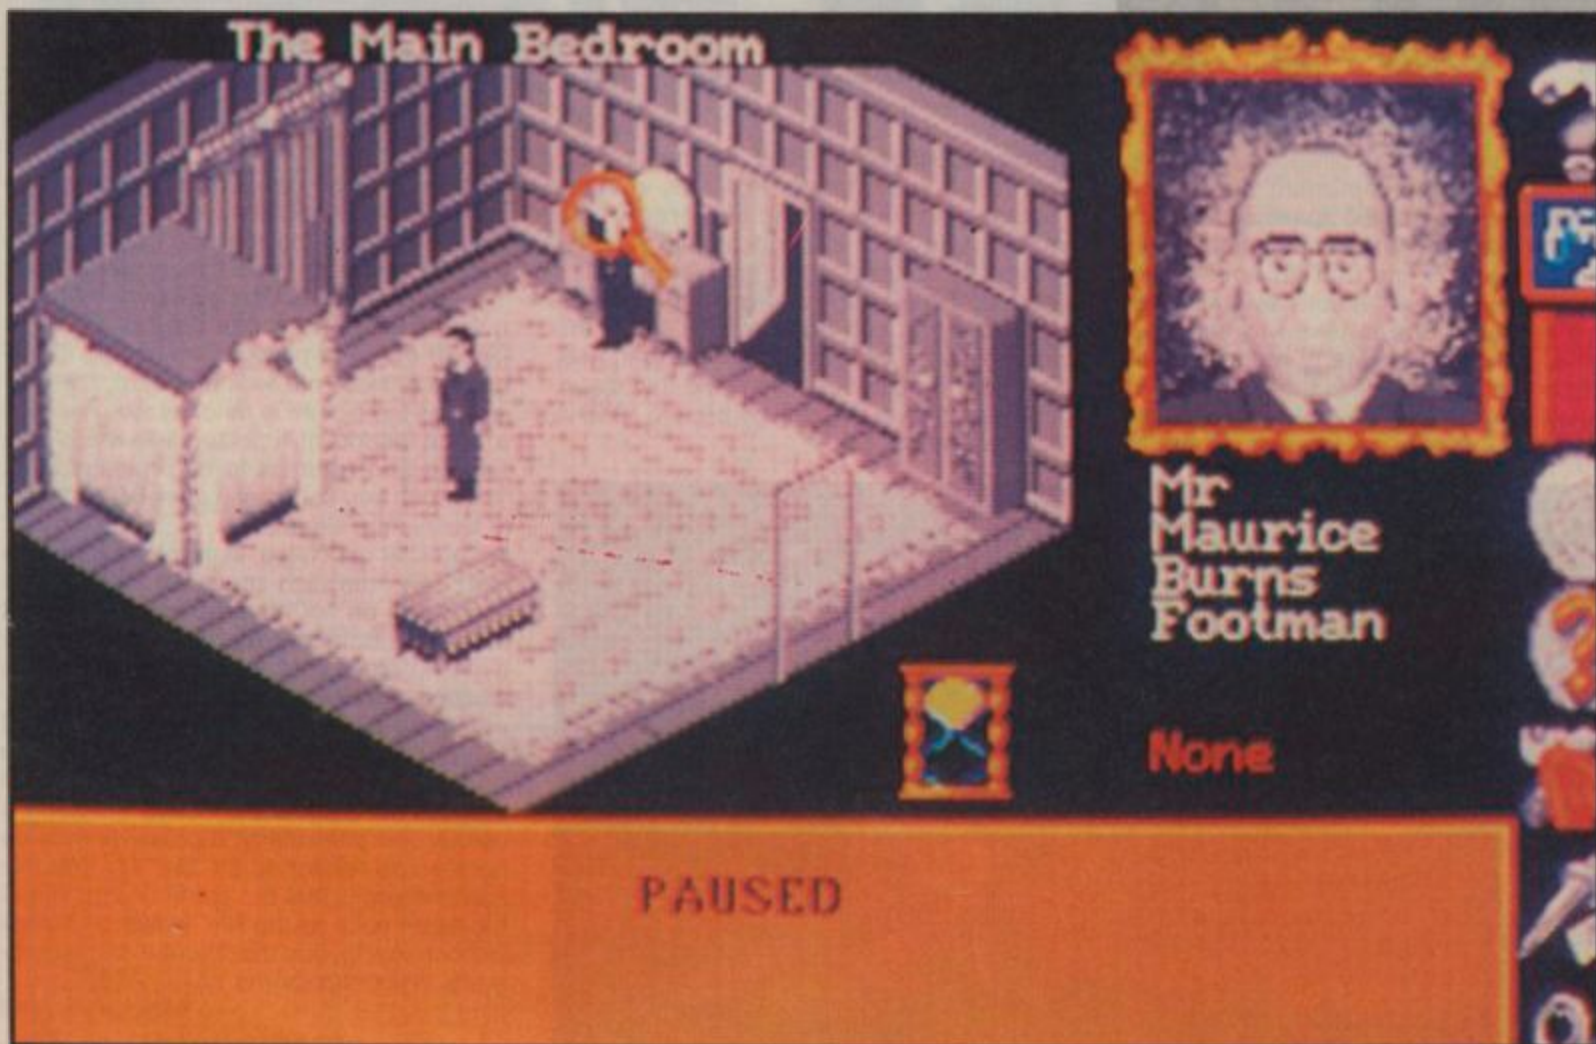 The Main Bedroom
Mr
Maurice
Burns
Footman
None
PAUSED